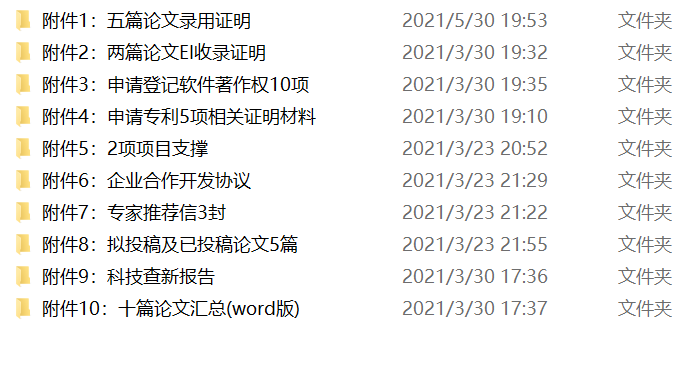 附件1：五篇论文录用证明 2021/5/30 19:53 文件夹
附件2：两篇论文EI收录证明 2021/3/30 19:32 文件夹
附件3：申请登记软件著作权10项 2021/3/30 19:35 文件夹
附件4：申请专利5项相关证明材料 2021/3/30 19:10 文件夹
附件5：2项项目支撑 2021/3/23 20:52 文件夹
附件6：企业合作开发协议 2021/3/23 21:29 文件夹
附件7：专家推荐信3封 2021/3/23 21:22 文件夹
附件8：拟投稿及已投稿论文5篇 2021/3/23 21:55 文件夹
附件9：科技查新报告 2021/3/30 17:36 文件夹
附件10：十篇论文汇总(word版) 2021/3/30 17:37 文件夹